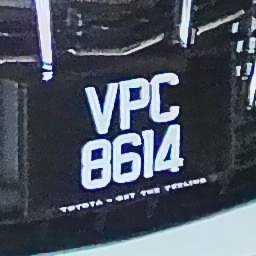 VPC
8614
TOYOTA - GET THE FEELING